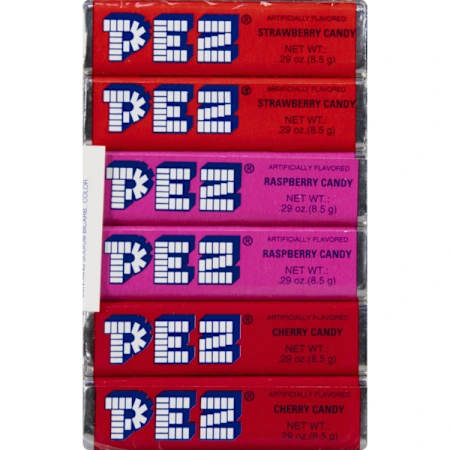 PEZ®
ARTIFICIALLY FLAVORED
STRAWBERRY CANDY
NET WT.:
.29 oz.(8.5 g)
PEZ®
ARTIFICIALLY FLAVORED
STRAWBERRY CANDY
NET WT.:
.29 oz.(8.5 g)
PEZ®
ARTIFICIALLY FLAVORED
RASPBERRY CANDY
NET WT.:
.29 oz.(8.5 g)
PEZ®
ARTIFICIALLY FLAVORED
RASPBERRY CANDY
NET WT.:
.29 oz.(8.5 g)
PEZ®
ARTIFICIALLY FLAVORED
CHERRY CANDY
NET WT.:
.29 oz.(8.5 g)
PEZ®
ARTIFICIALLY FLAVORED
CHERRY CANDY
NET WT.:
.29 oz.(8.5 g)
SODIUM BICARB., COLOR